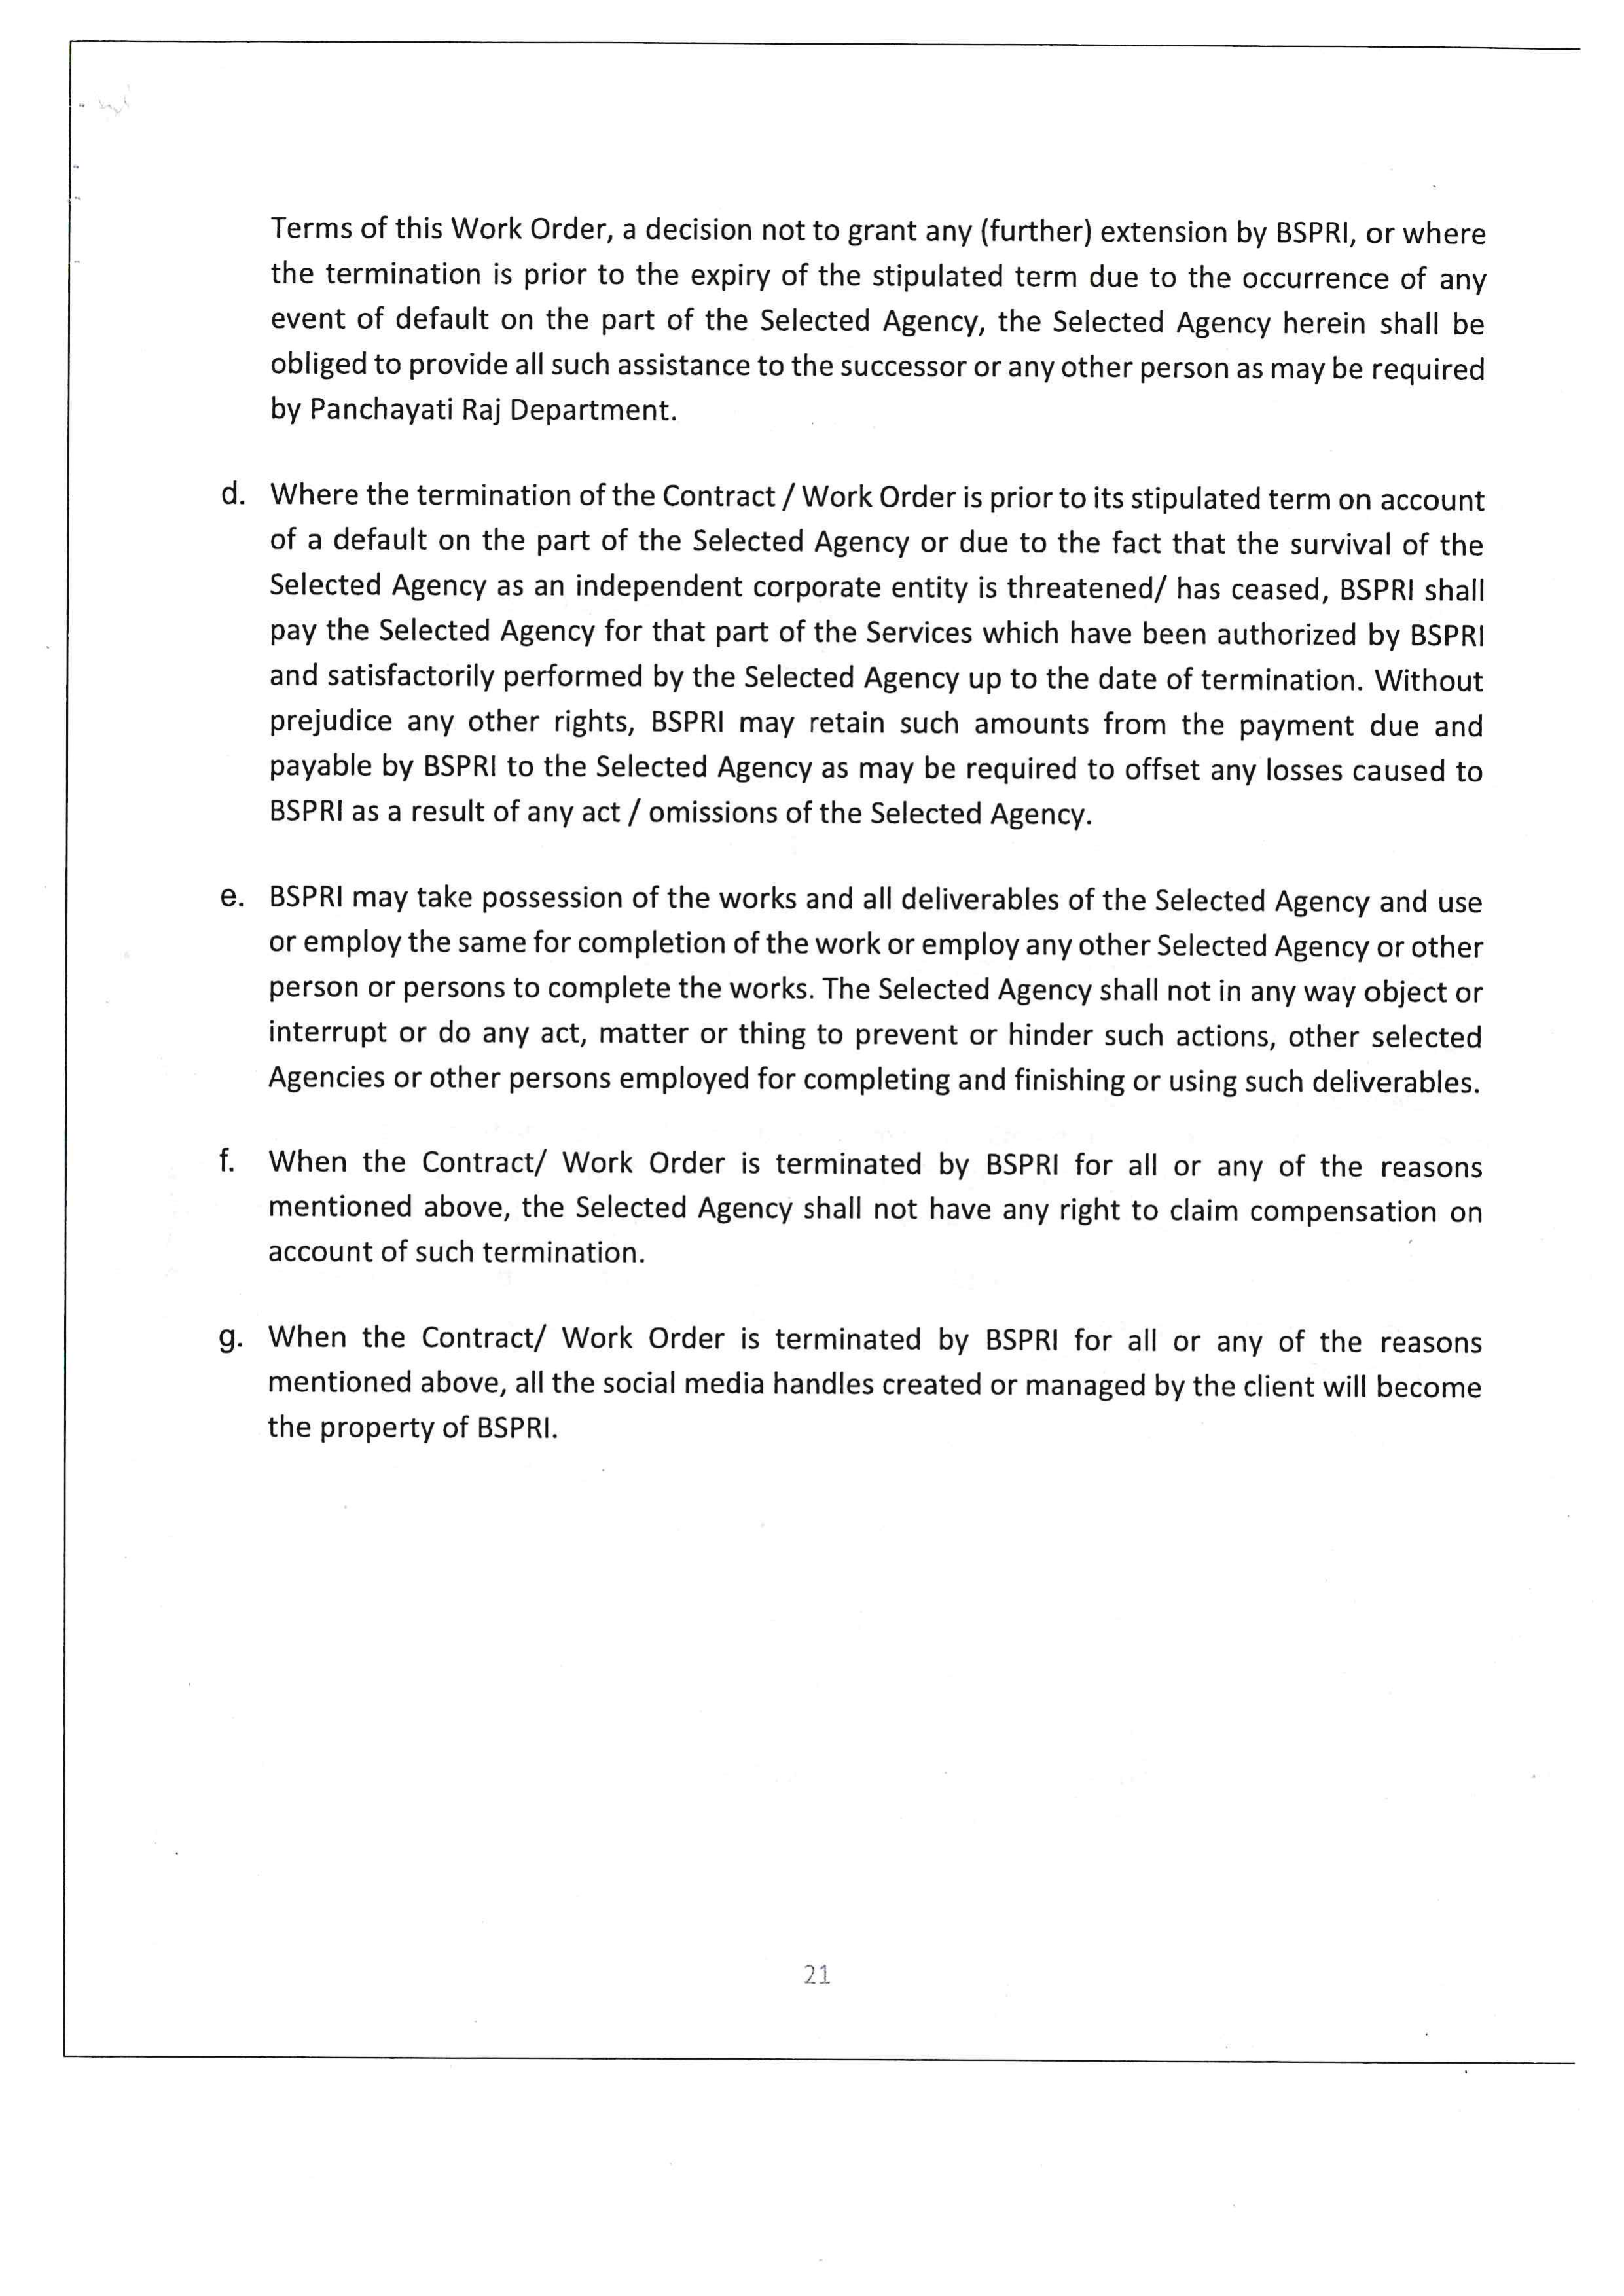 Terms of this Work Order, a decision not to grant any (further) extension by BSPRI, or where
the termination is prior to the expiry of the stipulated term due to the occurrence of any
event of default on the part of the Selected Agency, the Selected Agency herein shall be
obliged to provide all such assistance to the successor or any other person as may be required
by Panchayati Raj Department.
d. Where the termination of the Contract / Work Order is prior to its stipulated term on account
of a default on the part of the Selected Agency or due to the fact that the survival of the
Selected Agency as an independent corporate entity is threatened/ has ceased, BSPRI shall
pay the Selected Agency for that part of the Services which have been authorized by BSPRI
and satisfactorily performed by the Selected Agency up to the date of termination. Without
prejudice any other rights, BSPRI may retain such amounts from the payment due and
payable by BSPRI to the Selected Agency as may be required to offset any losses caused to
BSPRI as a result of any act / omissions of the Selected Agency.
e. BSPRI may take possession of the works and all deliverables of the Selected Agency and use
or employ the same for completion of the work or employ any other Selected Agency or other
person or persons to complete the works. The Selected Agency shall not in any way object or
interrupt or do any act, matter or thing to prevent or hinder such actions, other selected
Agencies or other persons employed for completing and finishing or using such deliverables.
f. When the Contract/ Work Order is terminated by BSPRI for all or any of the reasons
mentioned above, the Selected Agency shall not have any right to claim compensation on
account of such termination.
g. When the Contract/ Work Order is terminated by BSPRI for all or any of the reasons
mentioned above, all the social media handles created or managed by the client will become
the property of BSPRI.
21